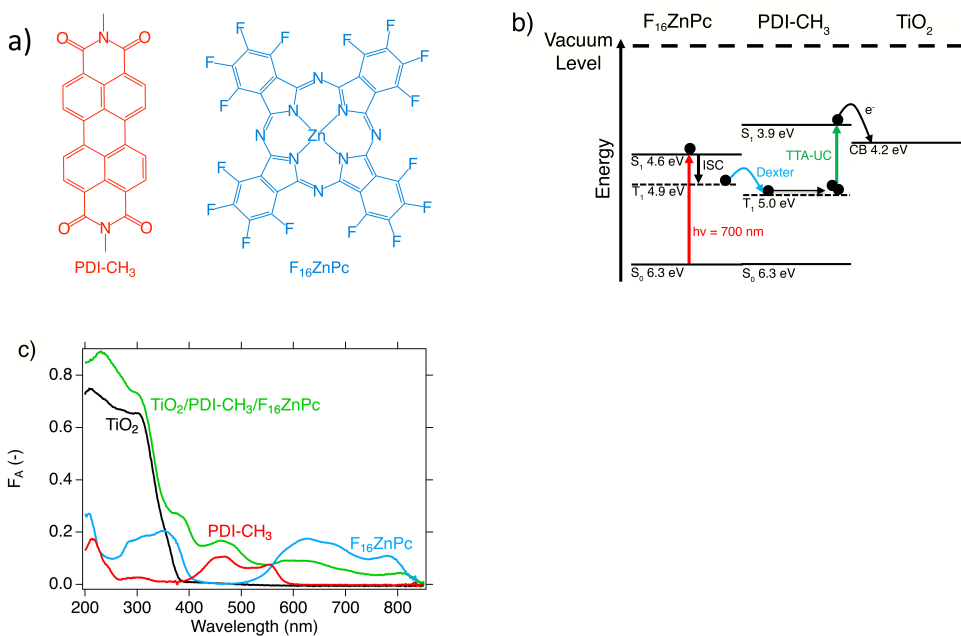 a)
O N O
O N O
PDI-CH₃
F F F F F F F F
N N N
N Zn N
N N N
F F F F F F F F
F₁₆ZnPc
b)
F₁₆ZnPc PDI-CH₃ TiO₂
Vacuum
Level
Energy
S₁ 3.9 eV
e⁻
CB 4.2 eV
S₁ 4.6 eV
ISC
TTA-UC
Dexter
T₁ 4.9 eV
T₁ 5.0 eV
hν = 700 nm
S₀ 6.3 eV
S₀ 6.3 eV
c)
0.8
0.6
0.4
0.2
0.0
F_A (-)
TiO₂/PDI-CH₃/F₁₆ZnPc
TiO₂
PDI-CH₃
F₁₆ZnPc
200 300 400 500 600 700 800
Wavelength (nm)